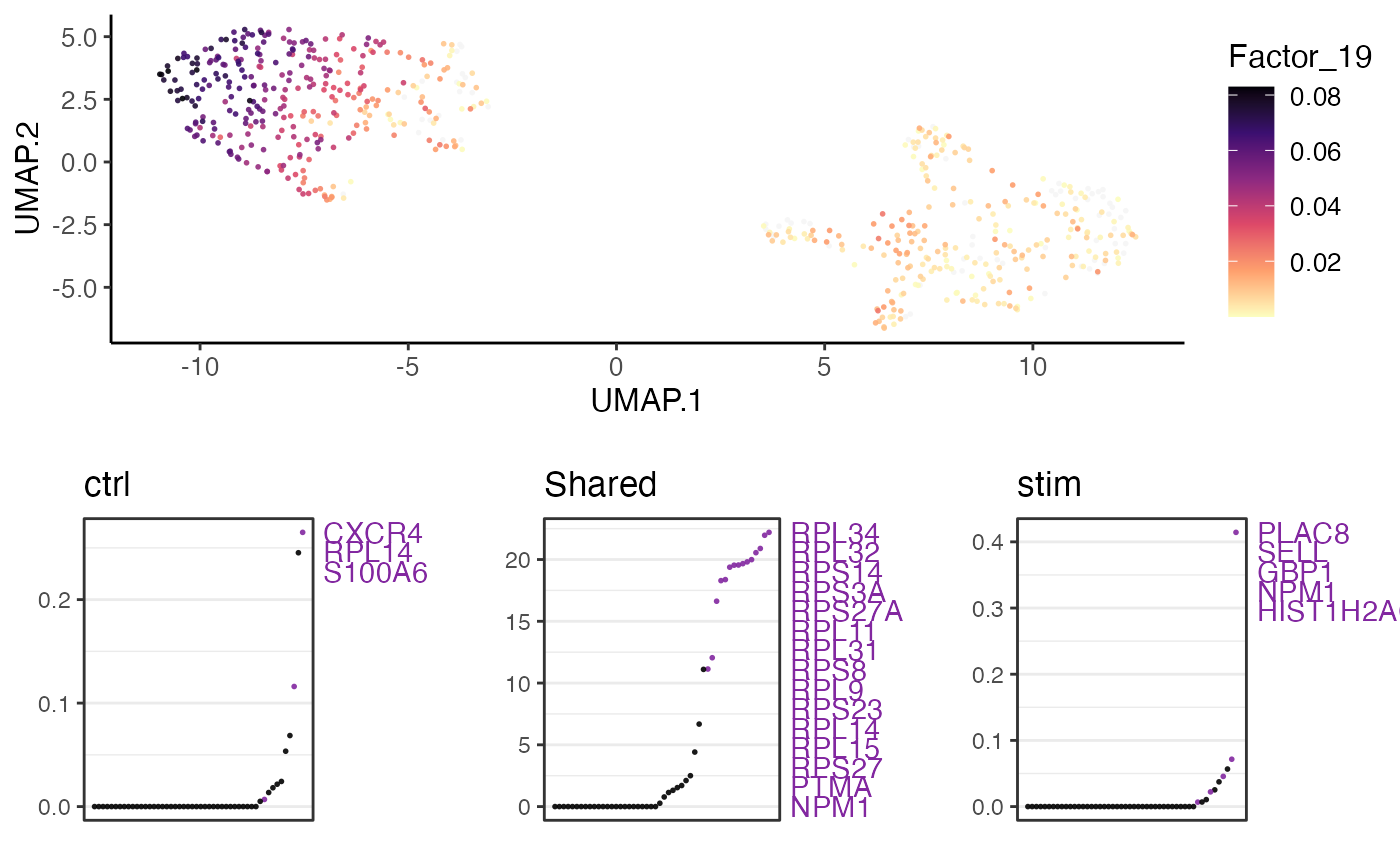 5.0
2.5
0.0
-2.5
-5.0
UMAP.2
-10
-5
0
5
10
UMAP.1
Factor_19
0.08
0.06
0.04
0.02
ctrl
0.2
0.1
0.0
CXCR4
RPL14
S100A6
Shared
20
15
10
5
0
RPL34
RPL32
RPS14
RPS3A
RPS27A
RPL11
RPL31
RPS8
RPL9
RPS23
RPL14
RPL15
RPS27
PTMA
NPM1
stim
0.4
0.3
0.2
0.1
0.0
PLAC8
SELL
GBP1
NPM1
HIST1H2A